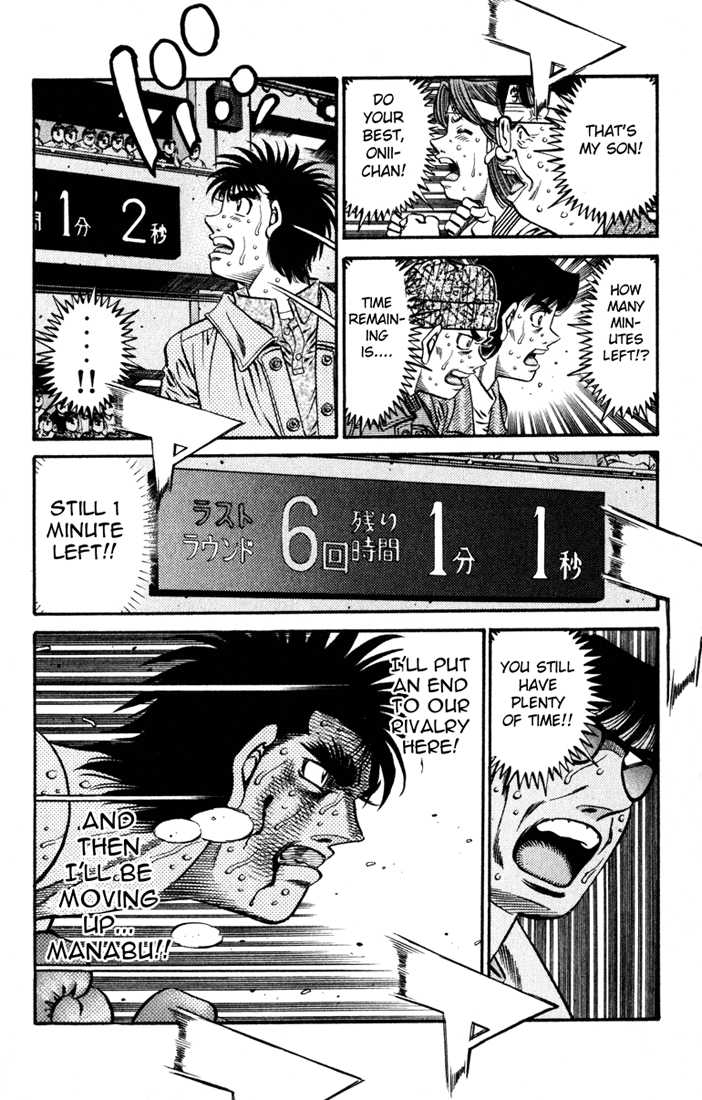 THAT'S
MY SON!
DO
YOUR
BEST,
ONII-
CHAN!
バッ
1分 2秒
HOW
MANY
MIN-
UTES
LEFT!?
TIME
REMAIN-
ING
IS....
......
!!
STILL 1
MINUTE
LEFT!!
ラスト
ラウンド
6回
残り
時間
1分 1秒
YOU STILL
HAVE
PLENTY
OF TIME!!
I'LL PUT
AN END
TO OUR
RIVALRY
HERE!
AND
THEN
I'LL BE
MOVING
UP...
MANABU!!